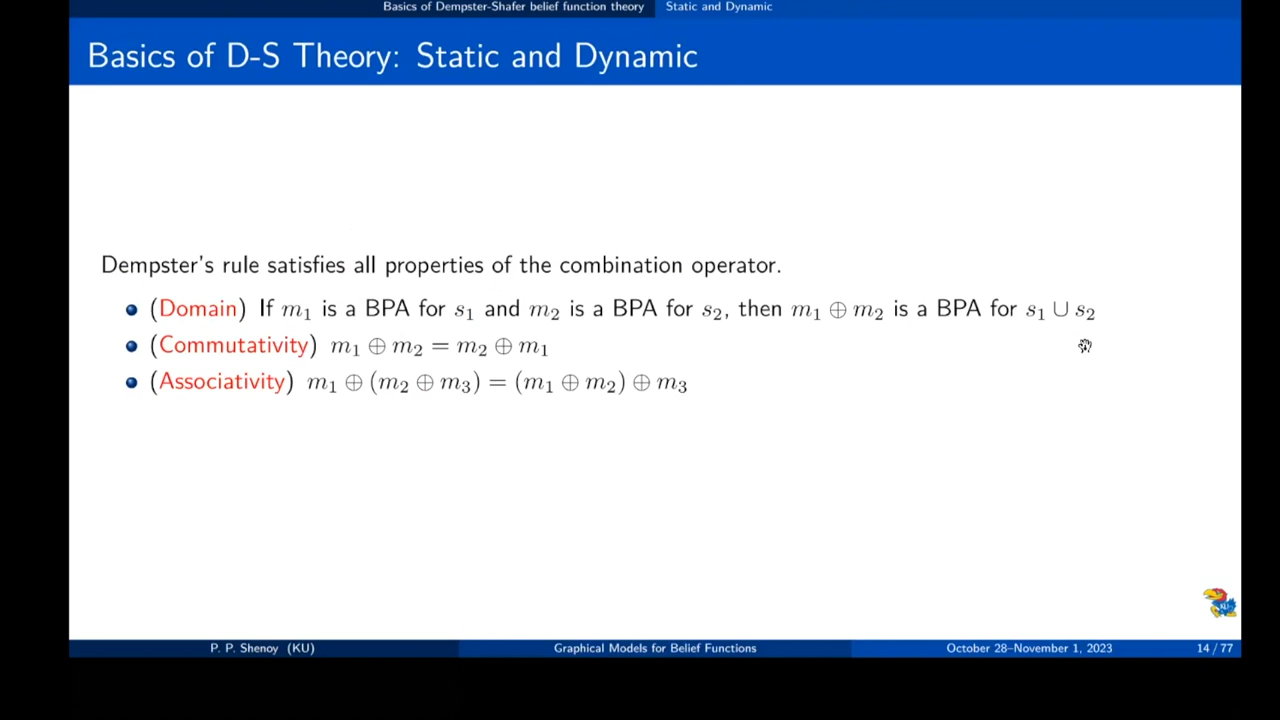 Basics of Dempster-Shafer belief function theory Static and Dynamic
Basics of D-S Theory: Static and Dynamic
Dempster's rule satisfies all properties of the combination operator.
(Domain) If m₁ is a BPA for s₁ and m₂ is a BPA for s₂, then m₁ ⊕ m₂ is a BPA for s₁ ∪ s₂
(Commutativity) m₁ ⊕ m₂ = m₂ ⊕ m₁
(Associativity) m₁ ⊕ (m₂ ⊕ m₃) = (m₁ ⊕ m₂) ⊕ m₃
KU
P. P. Shenoy (KU) Graphical Models for Belief Functions October 28–November 1, 2023 14 / 77